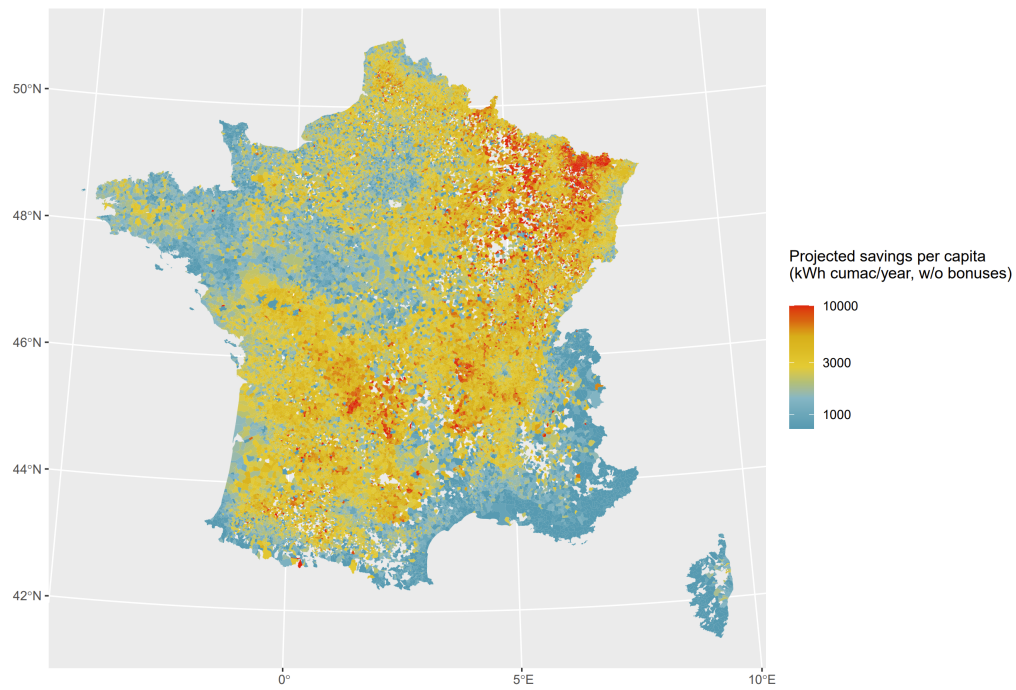 50°N
48°N
46°N
44°N
42°N
0°
5°E
10°E
Projected savings per capita
(kWh cumac/year, w/o bonuses)
10000
3000
1000